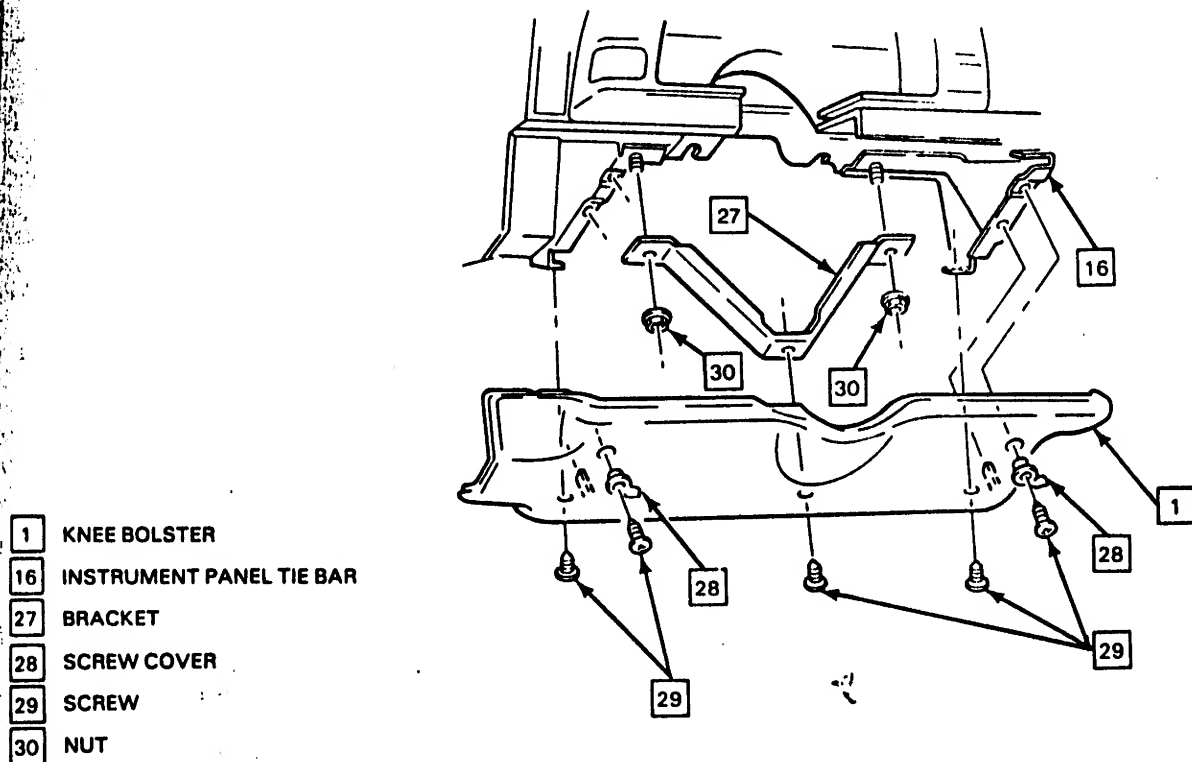 27
16
30
30
1
28
28
29
29
1 KNEE BOLSTER
16 INSTRUMENT PANEL TIE BAR
27 BRACKET
28 SCREW COVER
29 SCREW
30 NUT